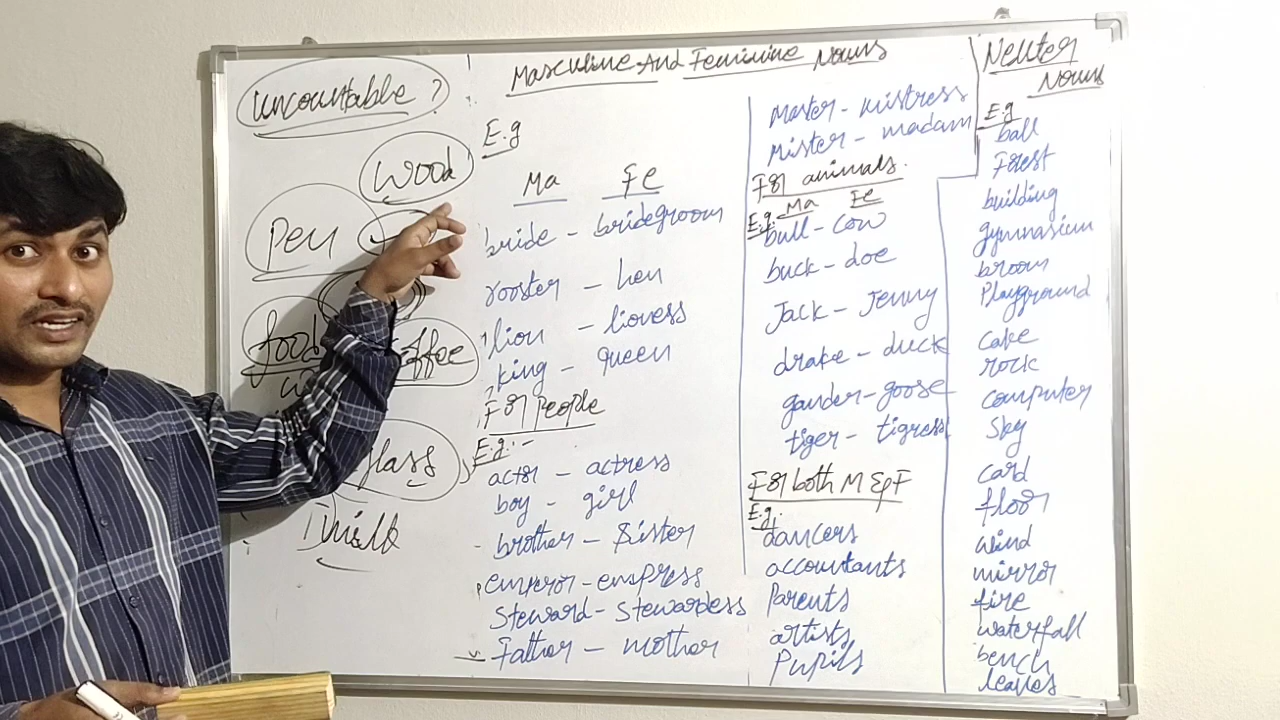 Uncountable ?
wood
Pen
food
glass
milk
Masculine And Feminine Nouns
E.g
Ma Fe
bride - bridegroom
rooster - hen
lion - lioness
king - queen
For People
E.g:-
actor - actress
boy - girl
brother - Sister
emperor - empress
Steward - Stewardess
Father - mother
Master - mistress
Mister - madam
For animals.
E.g: Ma Fe
bull - cow
buck - doe
Jack - Jenny
drake - duck
gander - goose
tiger - tigress
For both M & F
E.g:
dancers
accountants
Parents
artists
Pupils
Neuter
Nouns
E.g
ball
Forest
building
gymnasium
broom
Playground
cake
rock
computer
Sky
card
floor
wind
mirror
fire
waterfall
bench
leaves